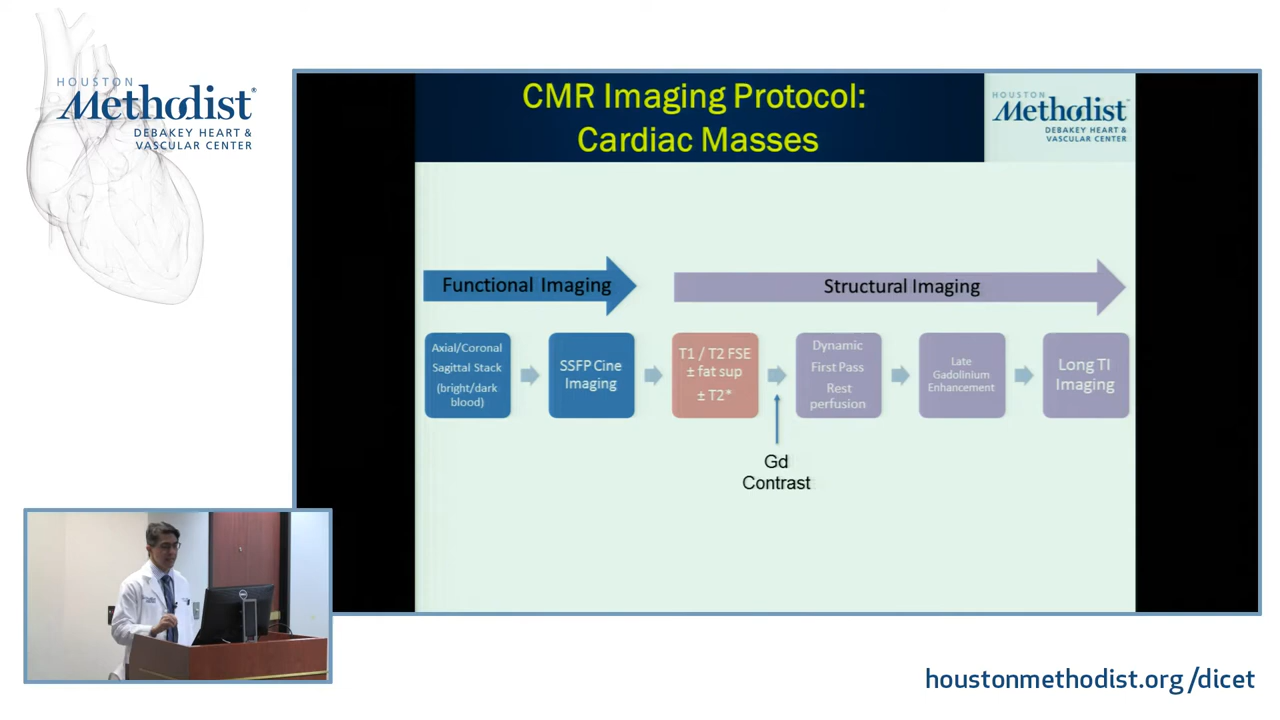 HOUSTON
Methodist®
DEBAKEY HEART &
VASCULAR CENTER
CMR Imaging Protocol:
Cardiac Masses
HOUSTON
Methodist
DEBAKEY HEART &
VASCULAR CENTER
Functional Imaging
Structural Imaging
Axial/Coronal
Sagittal Stack
(bright/dark
blood)
SSFP Cine
Imaging
T1 / T2 FSE
± fat sup
± T2*
Dynamic
First Pass
Rest
perfusion
Late
Gadolinium
Enhancement
Long TI
Imaging
Gd
Contrast
houstonmethodist.org/dicet